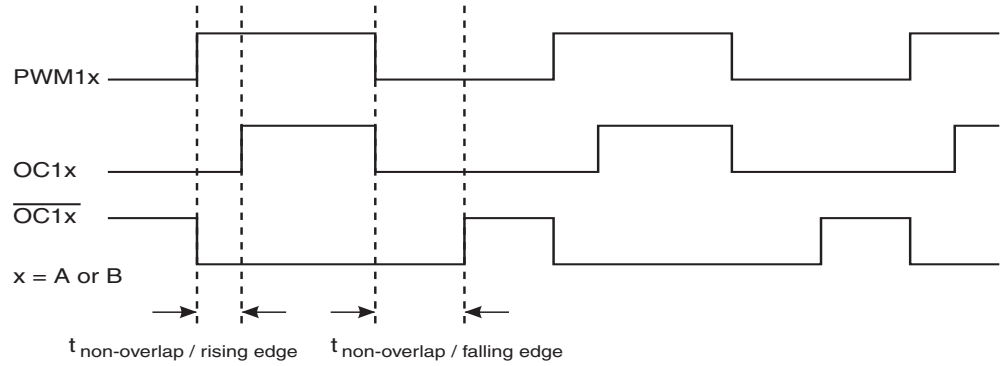 PWM1x
OC1x
OC1x
x = A or B
t non-overlap / rising edge
t non-overlap / falling edge